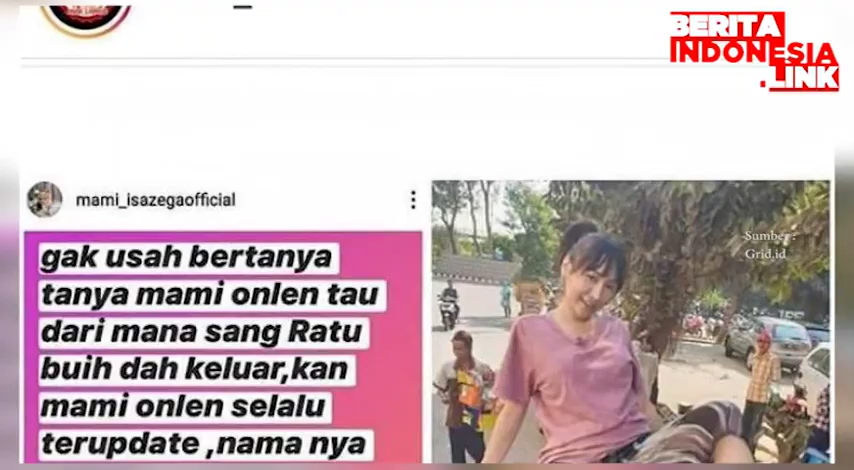 BERITA
INDONESIA
.LINK
mami_isazegaofficial
gak usah bertanya
tanya mami onlen tau
dari mana sang Ratu
buih dah keluar,kan
mami onlen selalu
terupdate ,nama nya
Sumber :
Grid.id